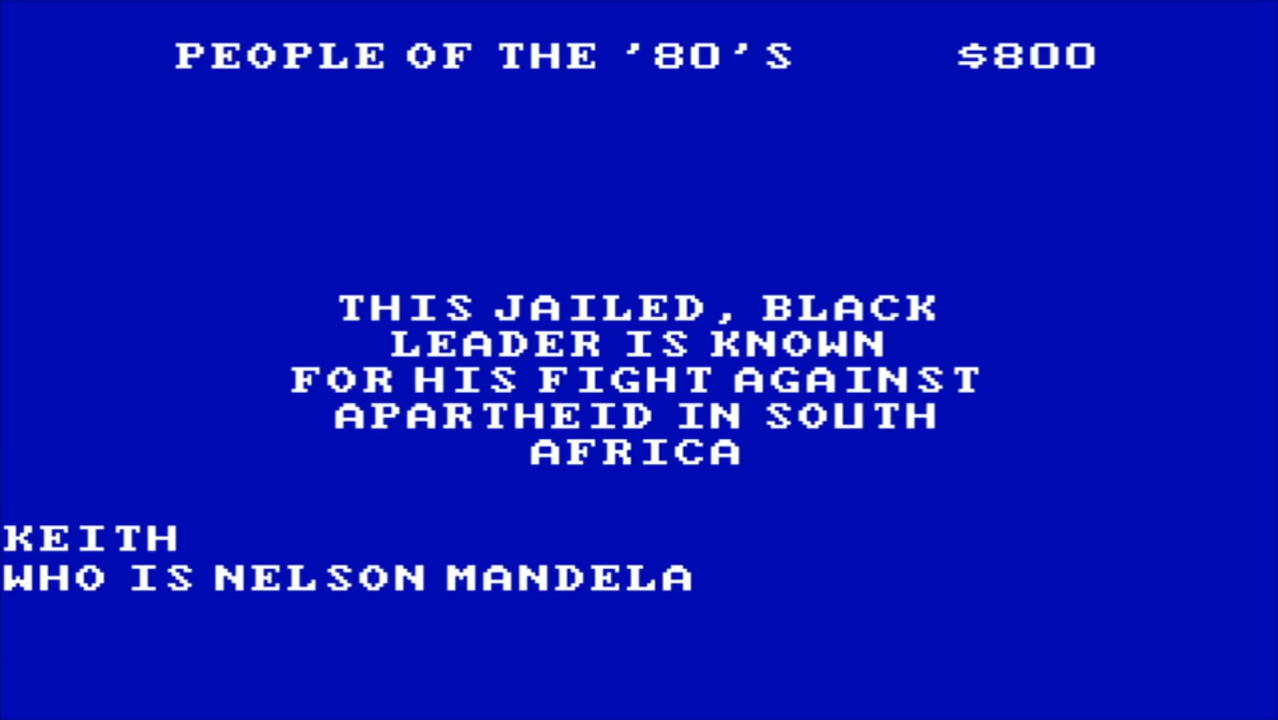 PEOPLE OF THE '80'S $800
THIS JAILED, BLACK
LEADER IS KNOWN
FOR HIS FIGHT AGAINST
APARTHEID IN SOUTH
AFRICA
KEITH
WHO IS NELSON MANDELA